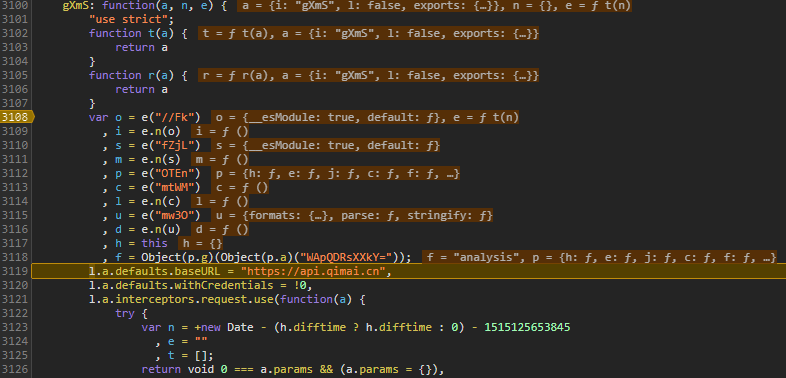 3100 gXmS: function(a, n, e) { a = {i: "gXmS", l: false, exports: {…}}, n = {}, e = ƒ t(n)
3101 "use strict";
3102 function t(a) { t = ƒ t(a), a = {i: "gXmS", l: false, exports: {…}}
3103 return a
3104 }
3105 function r(a) { r = ƒ r(a), a = {i: "gXmS", l: false, exports: {…}}
3106 return a
3107 }
3108 var o = e("//Fk") o = {__esModule: true, default: ƒ}, e = ƒ t(n)
3109 , i = e.n(o) i = ƒ ()
3110 , s = e("fZjL") s = {__esModule: true, default: ƒ}
3111 , m = e.n(s) m = ƒ ()
3112 , p = e("OTEn") p = {h: ƒ, e: ƒ, j: ƒ, c: ƒ, f: ƒ, …}
3113 , c = e("mtWM") c = ƒ ()
3114 , l = e.n(c) l = ƒ ()
3115 , u = e("mw3O") u = {formats: {…}, parse: ƒ, stringify: ƒ}
3116 , d = e.n(u) d = ƒ ()
3117 , h = this h = {}
3118 , f = Object(p.g)(Object(p.a)("WApQDRsXXkY=")); f = "analysis", p = {h: ƒ, e: ƒ, j: ƒ, c: ƒ, f: ƒ, …}
3119 l.a.defaults.baseURL = "https://api.qimai.cn",
3120 l.a.defaults.withCredentials = !0,
3121 l.a.interceptors.request.use(function(a) {
3122 try {
3123 var n = +new Date - (h.difftime ? h.difftime : 0) - 1515125653845
3124 , e = ""
3125 , t = [];
3126 return void 0 === a.params && (a.params = {}),